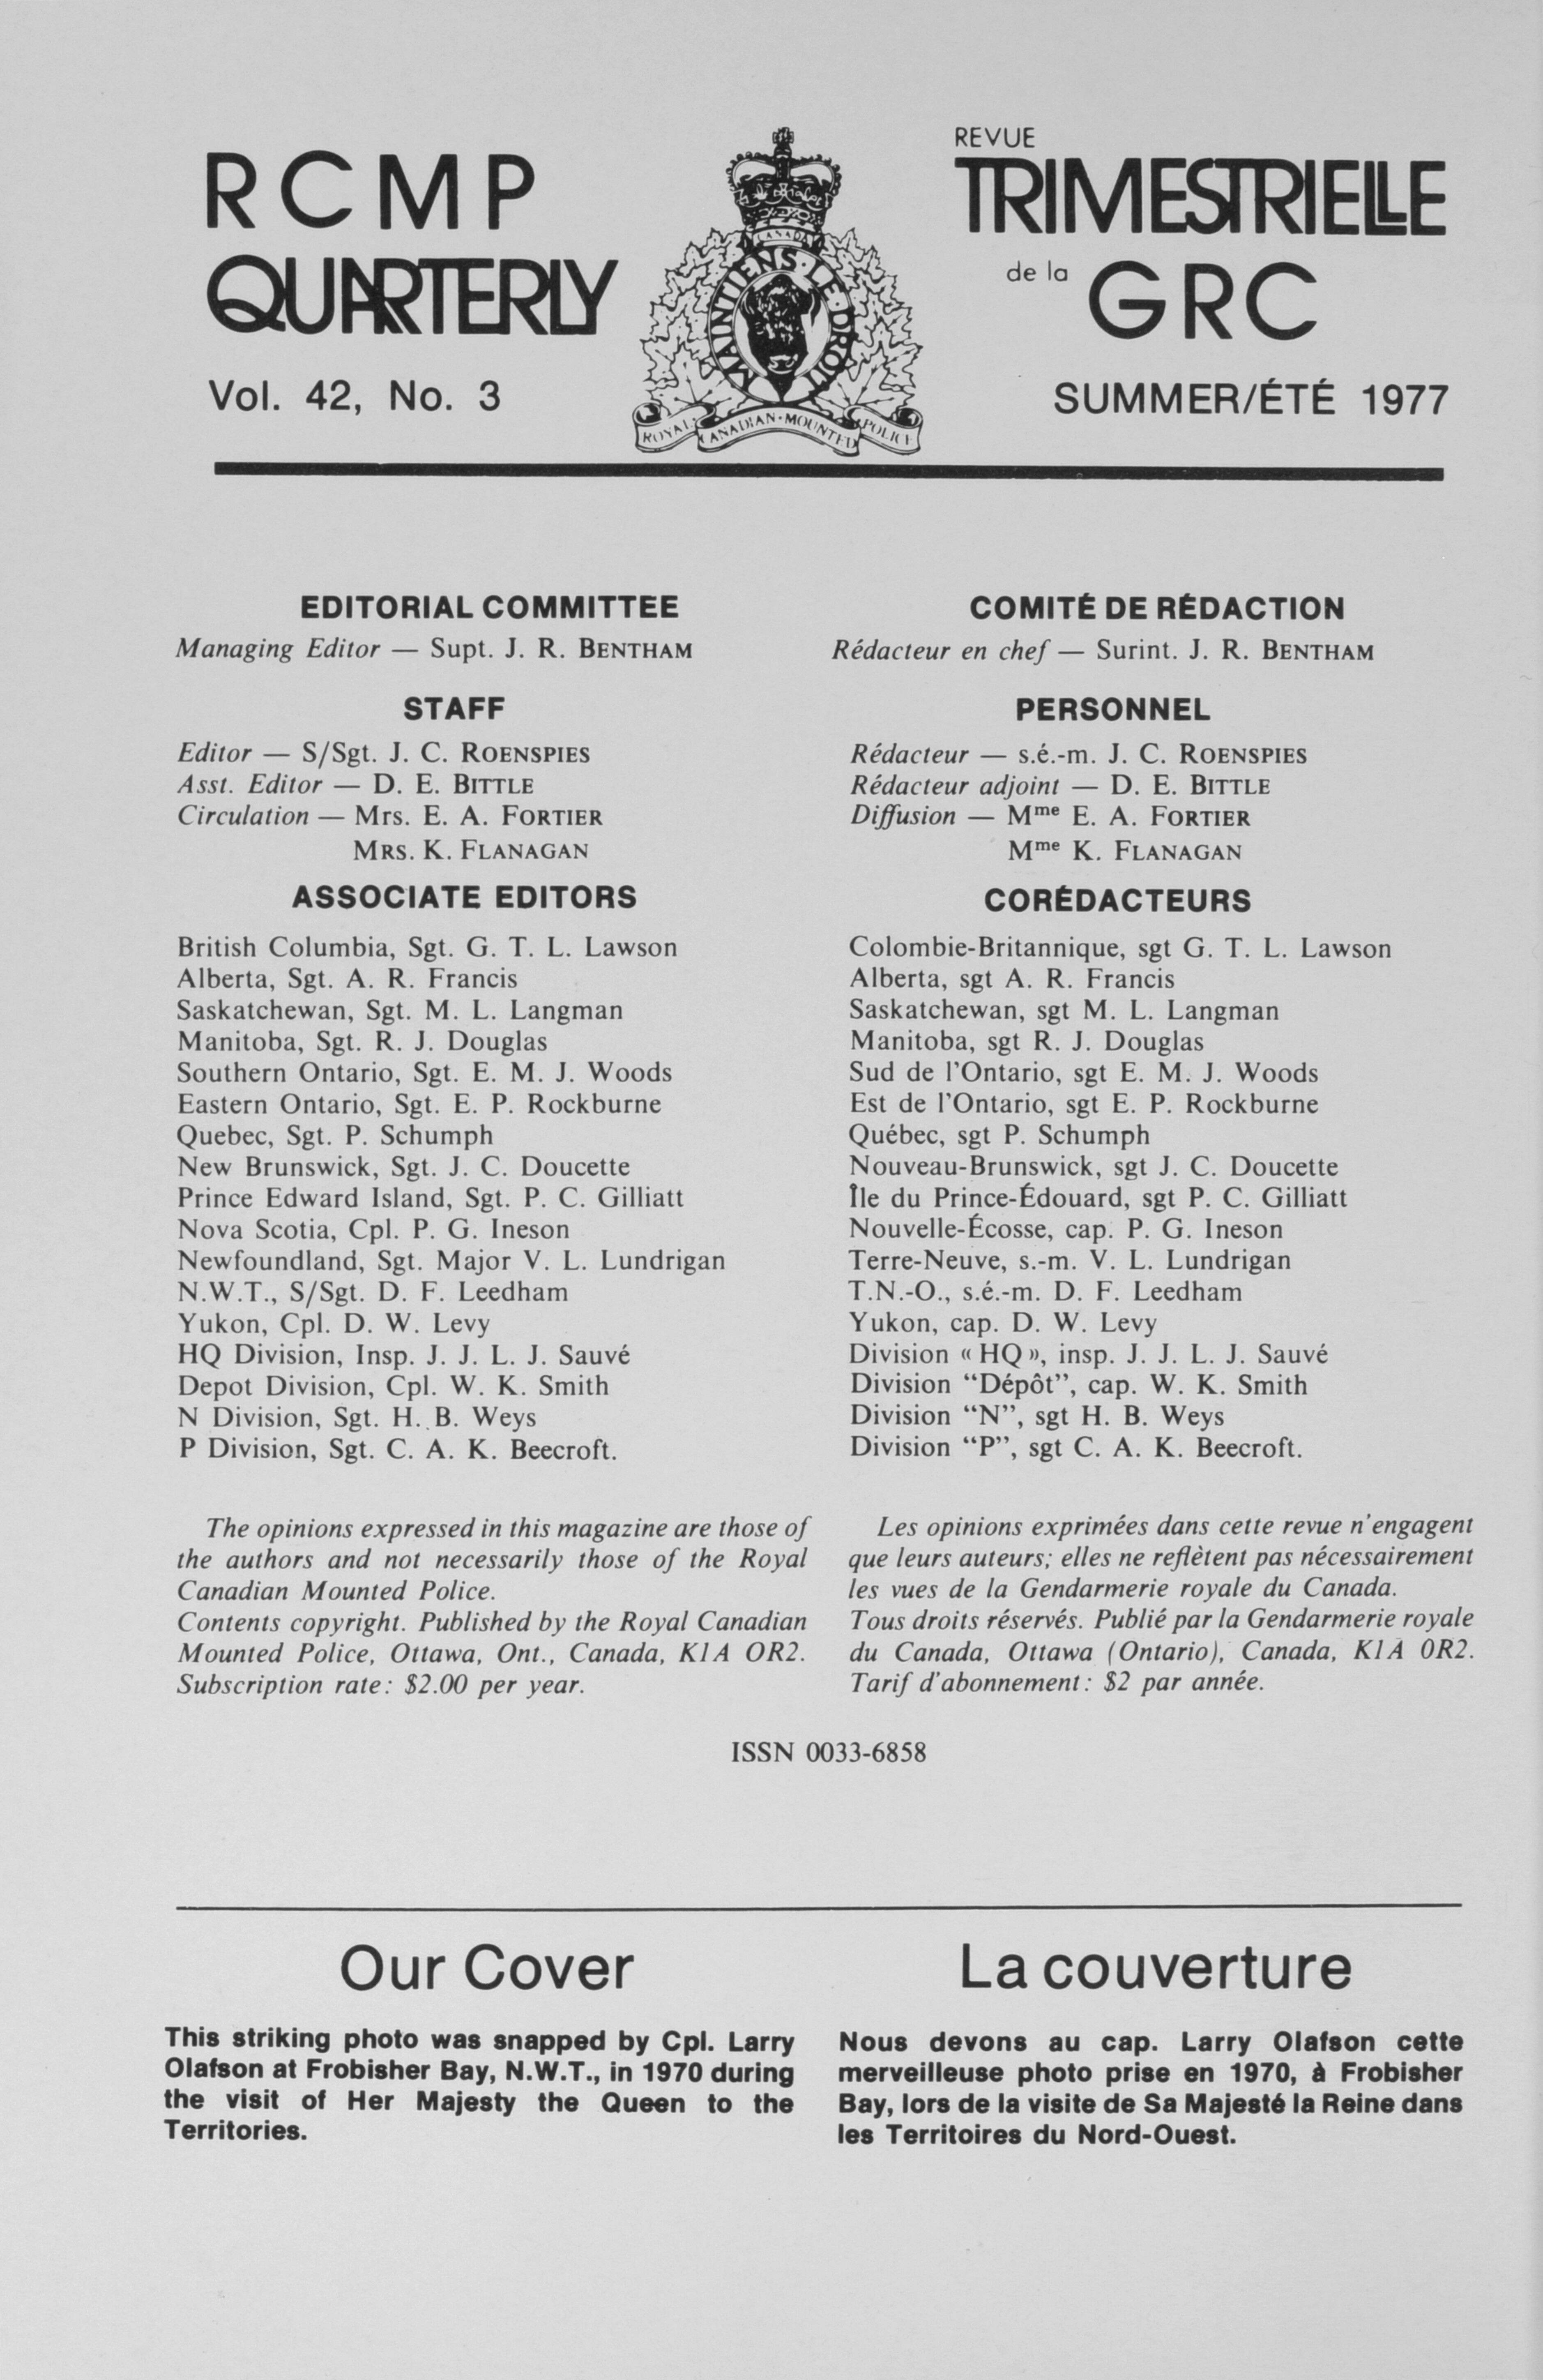 RCMP
QUARTERLY
Vol. 42, No. 3
CANADA
MAINTIENS LE DROIT
ROYAL CANADIAN MOUNTED POLICE
REVUE
TRIMESTRIELLE
de la GRC
SUMMER/ÉTÉ 1977
EDITORIAL COMMITTEE
Managing Editor — Supt. J. R. BENTHAM
STAFF
Editor — S/Sgt. J. C. ROENSPIES
Asst. Editor — D. E. BITTLE
Circulation — Mrs. E. A. FORTIER
MRS. K. FLANAGAN
ASSOCIATE EDITORS
British Columbia, Sgt. G. T. L. Lawson
Alberta, Sgt. A. R. Francis
Saskatchewan, Sgt. M. L. Langman
Manitoba, Sgt. R. J. Douglas
Southern Ontario, Sgt. E. M. J. Woods
Eastern Ontario, Sgt. E. P. Rockburne
Quebec, Sgt. P. Schumph
New Brunswick, Sgt. J. C. Doucette
Prince Edward Island, Sgt. P. C. Gilliatt
Nova Scotia, Cpl. P. G. Ineson
Newfoundland, Sgt. Major V. L. Lundrigan
N.W.T., S/Sgt. D. F. Leedham
Yukon, Cpl. D. W. Levy
HQ Division, Insp. J. J. L. J. Sauvé
Depot Division, Cpl. W. K. Smith
N Division, Sgt. H. B. Weys
P Division, Sgt. C. A. K. Beecroft.
The opinions expressed in this magazine are those of
the authors and not necessarily those of the Royal
Canadian Mounted Police.
Contents copyright. Published by the Royal Canadian
Mounted Police, Ottawa, Ont., Canada, K1A OR2.
Subscription rate: $2.00 per year.
COMITÉ DE RÉDACTION
Rédacteur en chef — Surint. J. R. BENTHAM
PERSONNEL
Rédacteur — s.é.-m. J. C. ROENSPIES
Rédacteur adjoint — D. E. BITTLE
Diffusion — Mme E. A. FORTIER
Mme K. FLANAGAN
CORÉDACTEURS
Colombie-Britannique, sgt G. T. L. Lawson
Alberta, sgt A. R. Francis
Saskatchewan, sgt M. L. Langman
Manitoba, sgt R. J. Douglas
Sud de l'Ontario, sgt E. M. J. Woods
Est de l'Ontario, sgt E. P. Rockburne
Québec, sgt P. Schumph
Nouveau-Brunswick, sgt J. C. Doucette
Île du Prince-Édouard, sgt P. C. Gilliatt
Nouvelle-Écosse, cap. P. G. Ineson
Terre-Neuve, s.-m. V. L. Lundrigan
T.N.-O., s.é.-m. D. F. Leedham
Yukon, cap. D. W. Levy
Division « HQ », insp. J. J. L. J. Sauvé
Division “Dépôt”, cap. W. K. Smith
Division “N”, sgt H. B. Weys
Division “P”, sgt C. A. K. Beecroft.
Les opinions exprimées dans cette revue n'engagent
que leurs auteurs; elles ne reflètent pas nécessairement
les vues de la Gendarmerie royale du Canada.
Tous droits réservés. Publié par la Gendarmerie royale
du Canada, Ottawa (Ontario), Canada, K1A 0R2.
Tarif d'abonnement: $2 par année.
ISSN 0033-6858
Our Cover
This striking photo was snapped by Cpl. Larry
Olafson at Frobisher Bay, N.W.T., in 1970 during
the visit of Her Majesty the Queen to the
Territories.
La couverture
Nous devons au cap. Larry Olafson cette
merveilleuse photo prise en 1970, à Frobisher
Bay, lors de la visite de Sa Majesté la Reine dans
les Territoires du Nord-Ouest.